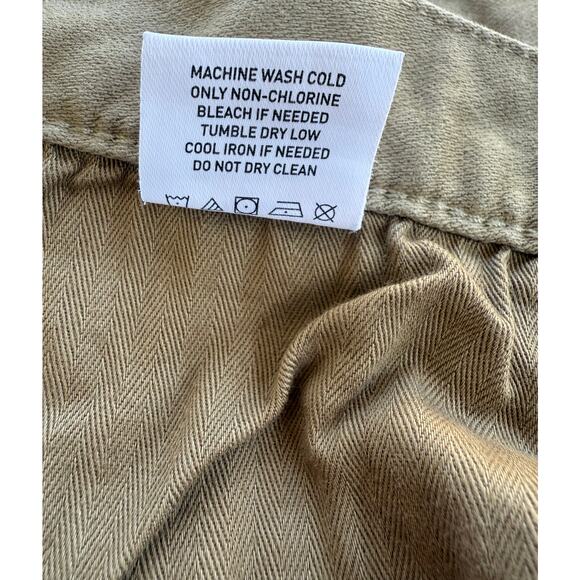 MACHINE WASH COLD
ONLY NON-CHLORINE
BLEACH IF NEEDED
TUMBLE DRY LOW
COOL IRON IF NEEDED
DO NOT DRY CLEAN